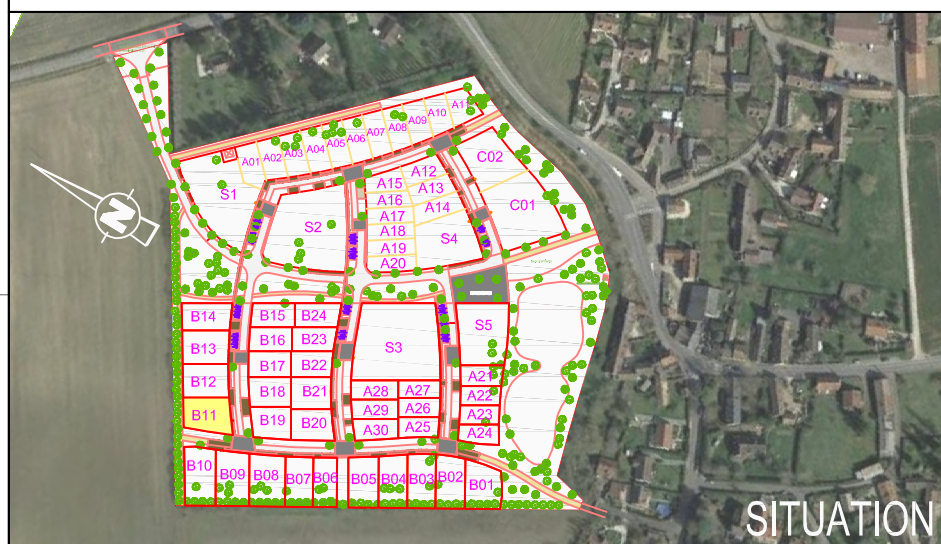 A01
A02
A03
A04
A05
A06
A07
A08
A09
A10
A11
C02
C01
S1
S2
A15
A16
A17
A18
A19
A20
A12
A13
A14
S4
N
B14
B13
B12
B11
B15
B24
B16
B23
B17
B22
B18
B21
B19
B20
S3
A28
A27
A29
A26
A30
A25
S5
A21
A22
A23
A24
B10
B09
B08
B07
B06
B05
B04
B03
B02
B01
SITUATION